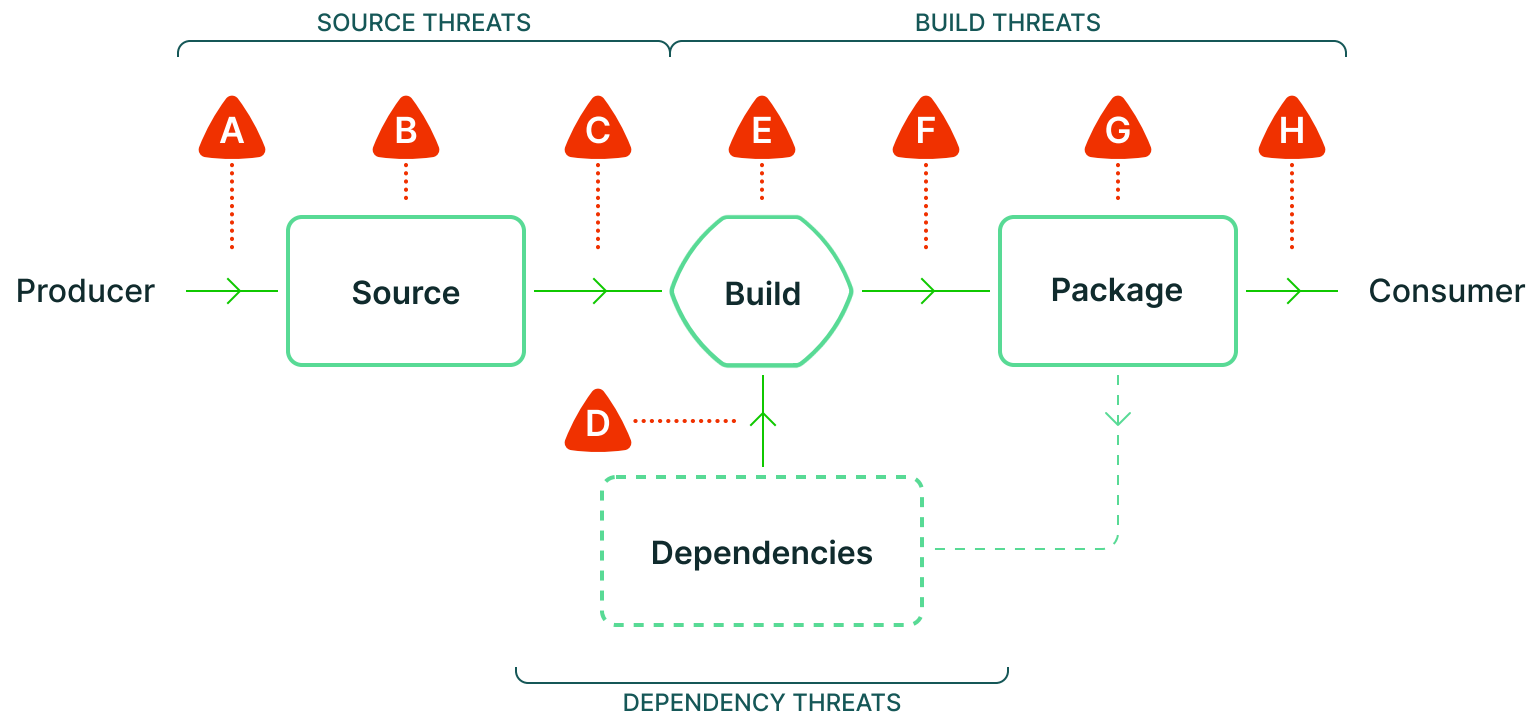 SOURCE THREATS
BUILD THREATS
A
B
C
E
F
G
H
Producer
Source
Build
Package
Consumer
D
Dependencies
DEPENDENCY THREATS